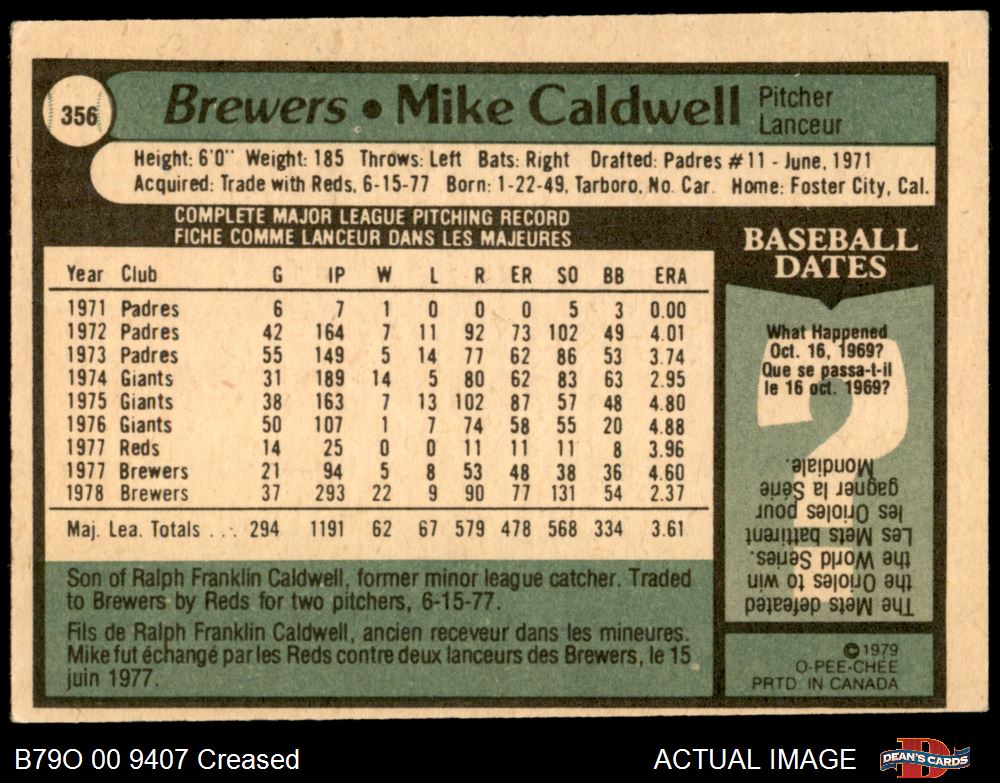 356
Brewers • Mike Caldwell
Pitcher
Lanceur
Height: 6'0" Weight: 185 Throws: Left Bats: Right Drafted: Padres #11 - June, 1971
Acquired: Trade with Reds, 6-15-77 Born: 1-22-49, Tarboro, No. Car. Home: Foster City, Cal.
COMPLETE MAJOR LEAGUE PITCHING RECORD
FICHE COMME LANCEUR DANS LES MAJEURES
Year Club G IP W L R ER SO BB ERA
1971 Padres 6 7 1 0 0 0 5 3 0.00
1972 Padres 42 164 7 11 92 73 102 49 4.01
1973 Padres 55 149 5 14 77 62 86 53 3.74
1974 Giants 31 189 14 5 80 62 83 63 2.95
1975 Giants 38 163 7 13 102 87 57 48 4.80
1976 Giants 50 107 1 7 74 58 55 20 4.88
1977 Reds 14 25 0 0 11 11 11 8 3.96
1977 Brewers 21 94 5 8 53 48 38 36 4.60
1978 Brewers 37 293 22 9 90 77 131 54 2.37
Maj. Lea. Totals . . . 294 1191 62 67 579 478 568 334 3.61
Son of Ralph Franklin Caldwell, former minor league catcher. Traded
to Brewers by Reds for two pitchers, 6-15-77.
Fils de Ralph Franklin Caldwell, ancien receveur dans les mineures.
Mike fut échangé par les Reds contre deux lanceurs des Brewers, le 15
juin 1977.
BASEBALL
DATES
What Happened
Oct. 16, 1969?
Que se passa-t-il
le 16 oct. 1969?
The Mets defeated
the Orioles to win
the World Series.
Les Mets battirent
les Orioles pour
gagner la Série
Mondiale.
©1979
O-PEE-CHEE
PRTD. IN CANADA
B79O 00 9407 Creased
ACTUAL IMAGE
D
DEAN'S CARDS